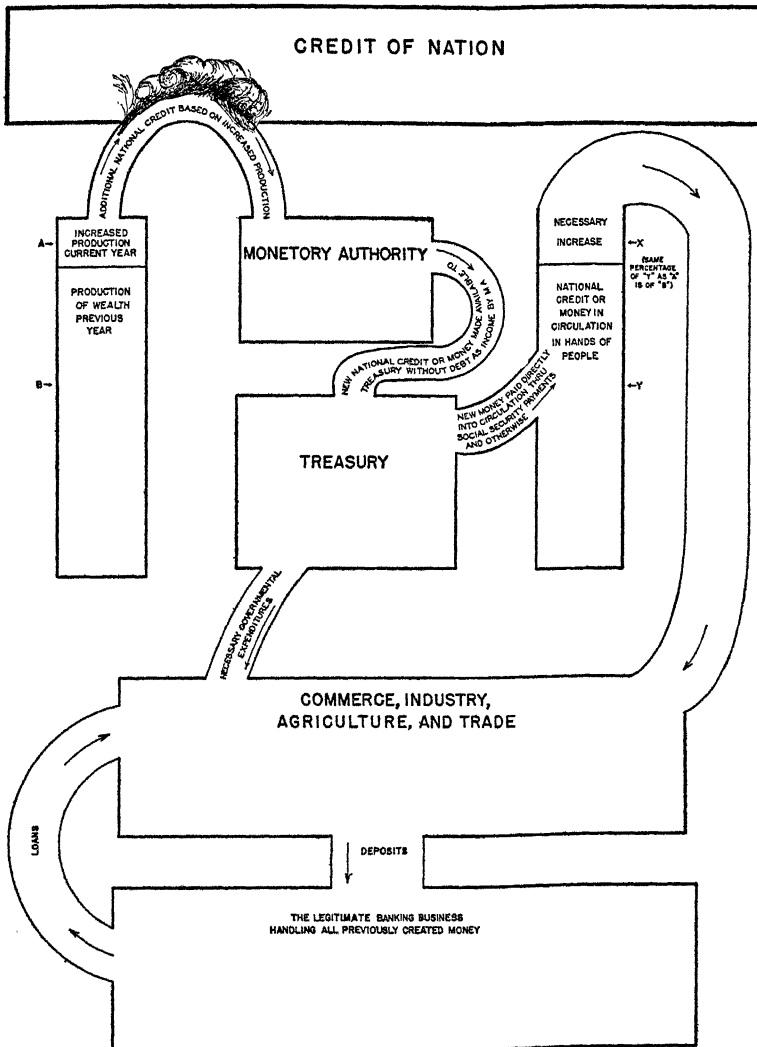 CREDIT OF NATION
ADDITIONAL NATIONAL CREDIT BASED ON INCREASED PRODUCTION
A→
INCREASED
PRODUCTION
CURRENT YEAR
PRODUCTION
OF WEALTH
PREVIOUS
YEAR
B→
MONETORY AUTHORITY
NEW NATIONAL CREDIT OR MONEY MADE AVAILABLE TO
TREASURY WITHOUT DEBT AS INCOME BY M A
NECESSARY
INCREASE
←X
(SAME
PERCENTAGE
OF "Y" AS "A"
IS OF "B")
NATIONAL
CREDIT OR
MONEY IN
CIRCULATION
IN HANDS OF
PEOPLE
←Y
TREASURY
NEW MONEY PAID DIRECTLY
INTO CIRCULATION THRU
SOCIAL SECURITY PAYMENTS
AND OTHERWISE
NECESSARY GOVERNMENTAL
EXPENDITURES
COMMERCE, INDUSTRY,
AGRICULTURE, AND TRADE
LOANS
DEPOSITS
THE LEGITIMATE BANKING BUSINESS
HANDLING ALL PREVIOUSLY CREATED MONEY